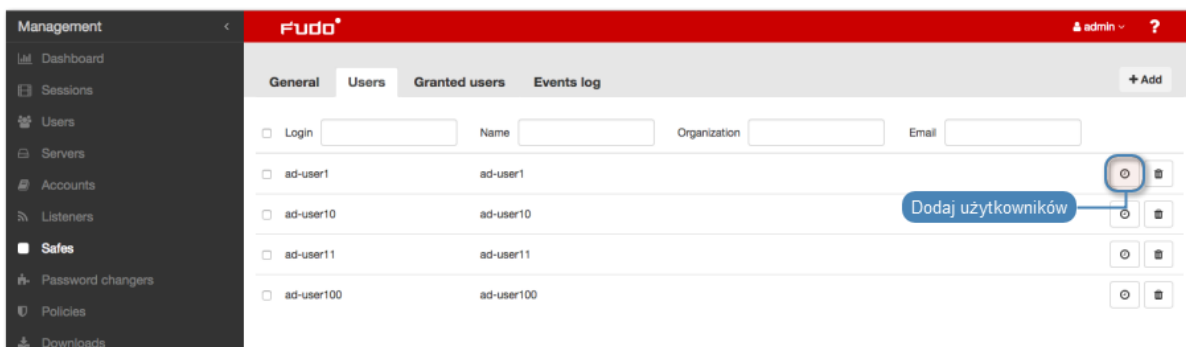 Management
Fudo
admin
?
Dashboard
Sessions
Users
Servers
Accounts
Listeners
Safes
Password changers
Policies
Downloads
General Users Granted users Events log
+ Add
Login Name Organization Email
ad-user1 ad-user1
Dodaj użytkowników
ad-user10 ad-user10
ad-user11 ad-user11
ad-user100 ad-user100